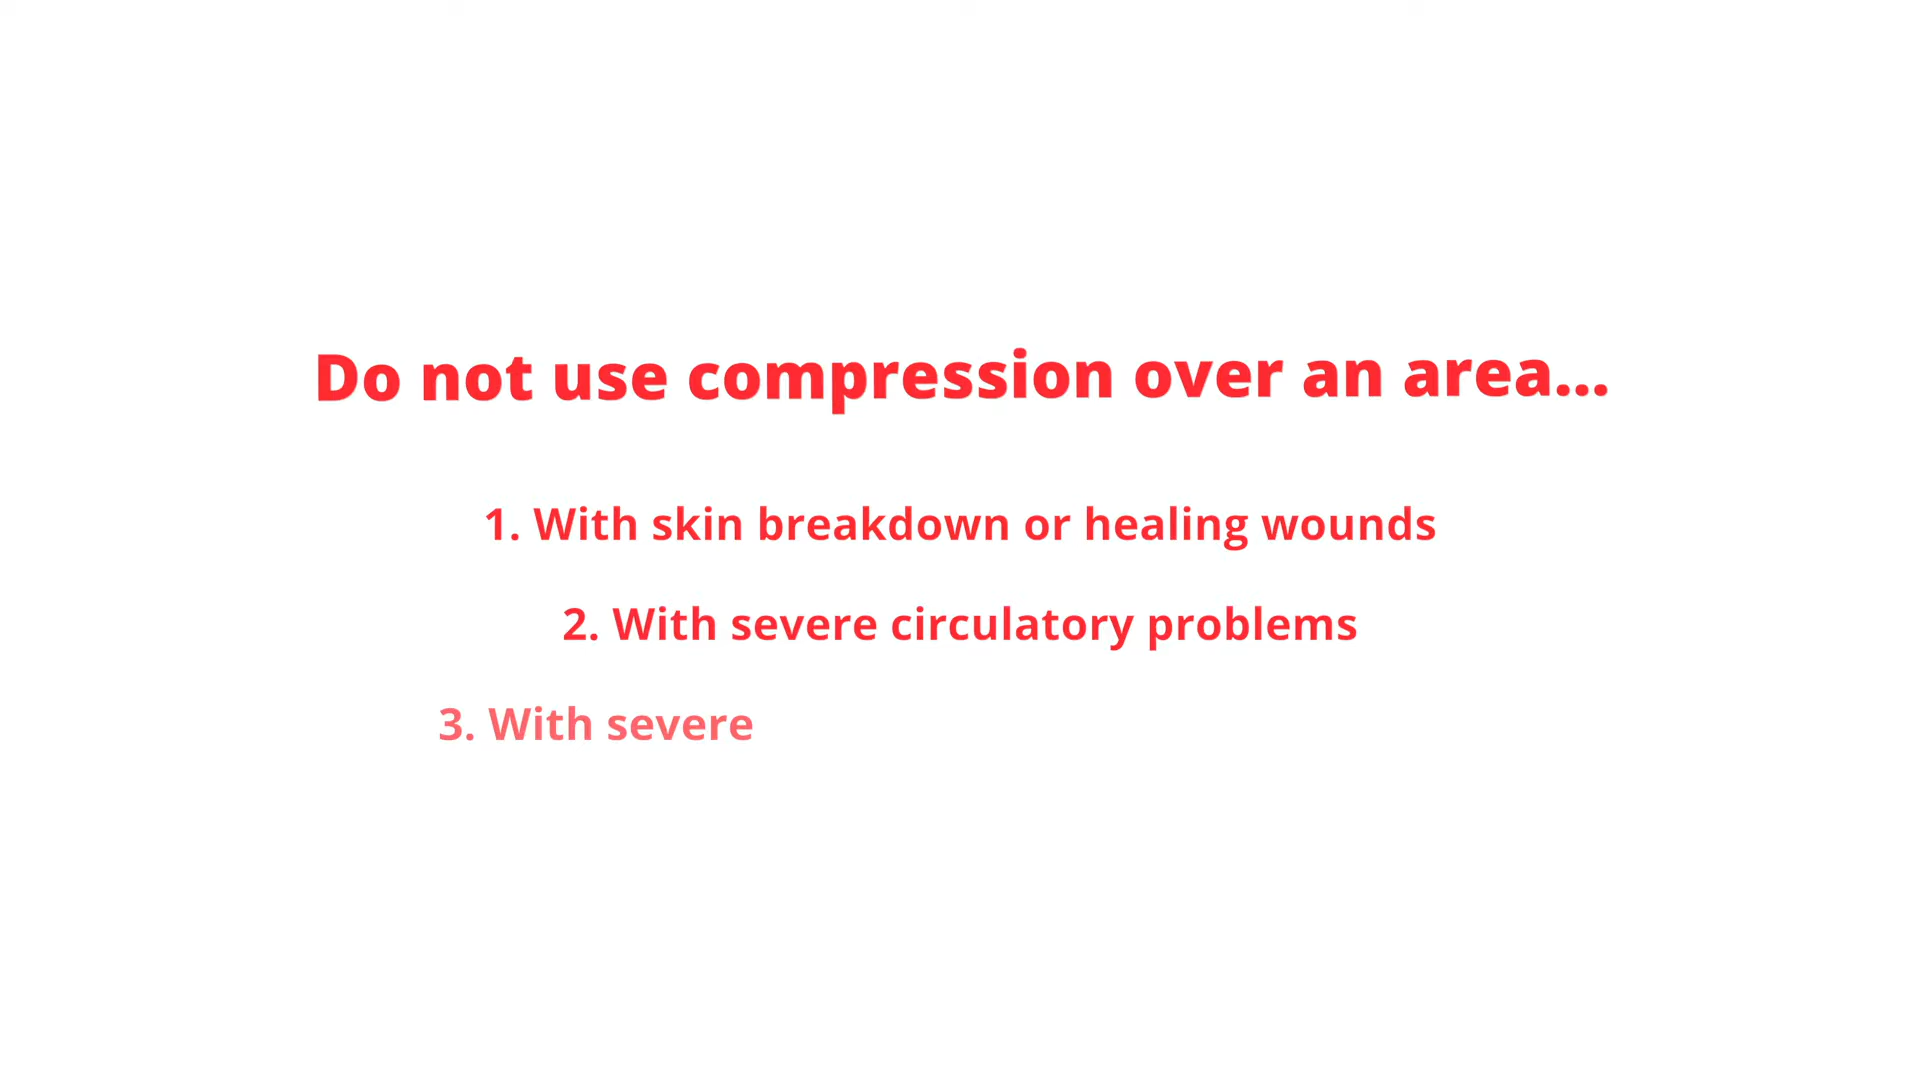 Do not use compression over an area...
1. With skin breakdown or healing wounds
2. With severe circulatory problems
3. With severe